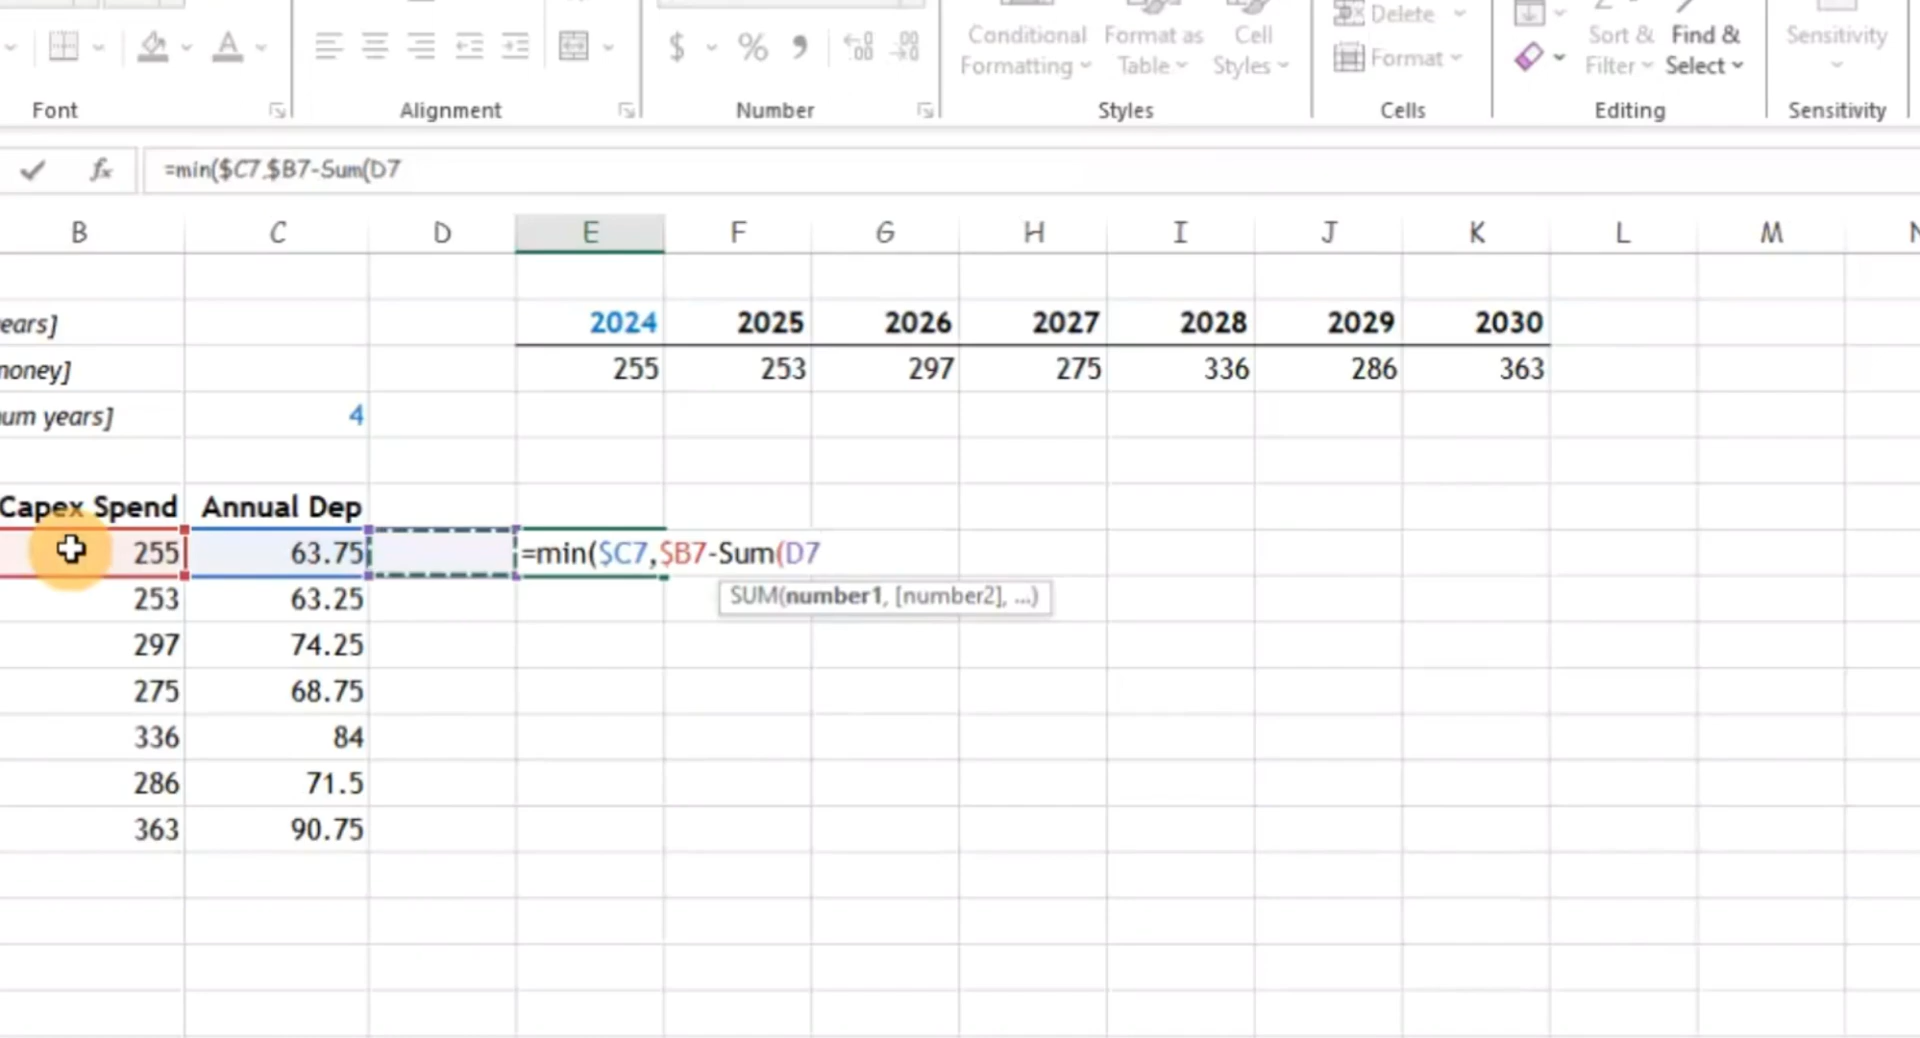 $ % ,
Conditional Format as Cell Delete Sort & Find & Sensitivity
Formatting Table Styles Format Filter Select
Font Alignment Number Styles Cells Editing Sensitivity
fx =min($C7,$B7-Sum(D7
B C D E F G H I J K L M
ears] 2024 2025 2026 2027 2028 2029 2030
money] 255 253 297 275 336 286 363
um years] 4
Capex Spend Annual Dep
255 63.75 =min($C7,$B7-Sum(D7
253 63.25 SUM(number1, [number2], ...)
297 74.25
275 68.75
336 84
286 71.5
363 90.75